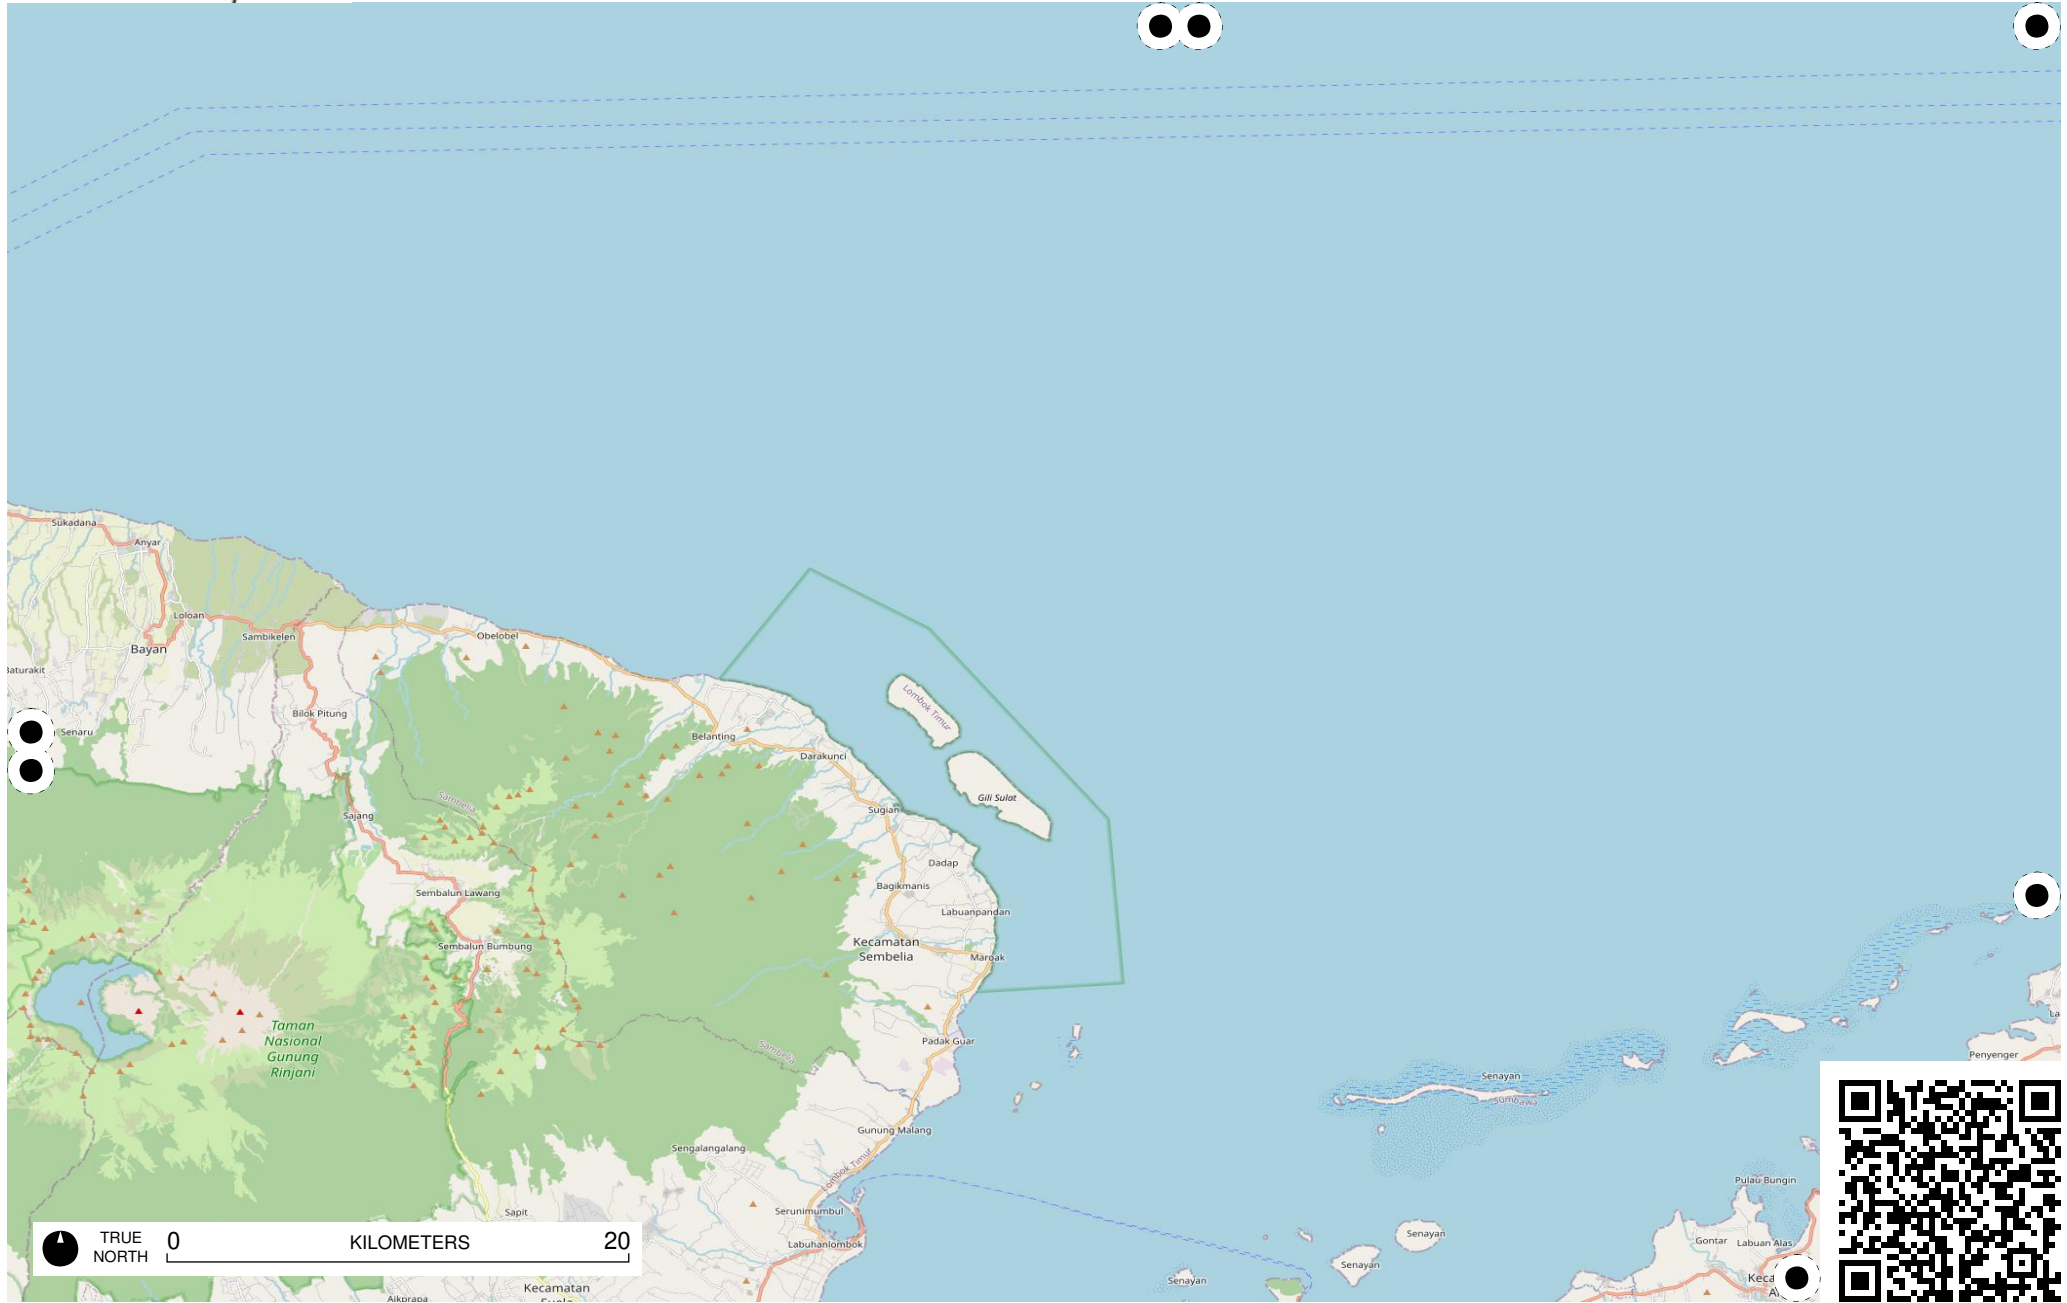 Sukadana
Anyar
Loloan
Sambikelen
Obelobel
Bayan
Baturakit
Lombok Timur
Bilok Pitung
Senaru
Belanting
Darakunci
Gili Sulat
Sambelia
Sugian
Sajang
Dadap
Bagikmanis
Sembalun Lawang
Labuanpandan
Kecamatan
Sembelia
Sembalun Bumbung
Maroak
Taman
Nasional
Gunung
Rinjani
Padak Guar
Sambelia
Penyenger
Senayan
Sumbawa
Gunung Malang
Sengalangalang
Lombok Timur
Pulau Bungin
Sapit
Serunimumbul
Senayan
Gontar
Labuan Alas
Labuhanlombok
Senayan
Senayan
Kecamatan
Aikprapa
TRUE
NORTH
0 KILOMETERS 20